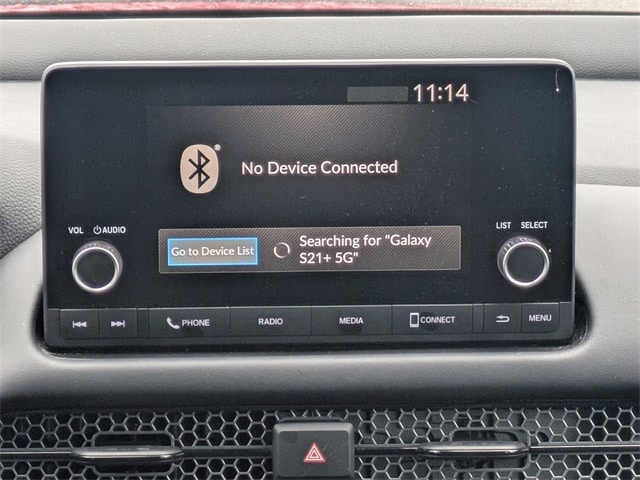 11:14
®
No Device Connected
VOL AUDIO
LIST SELECT
Go to Device List
Searching for "Galaxy
S21+ 5G"
PHONE RADIO MEDIA CONNECT MENU